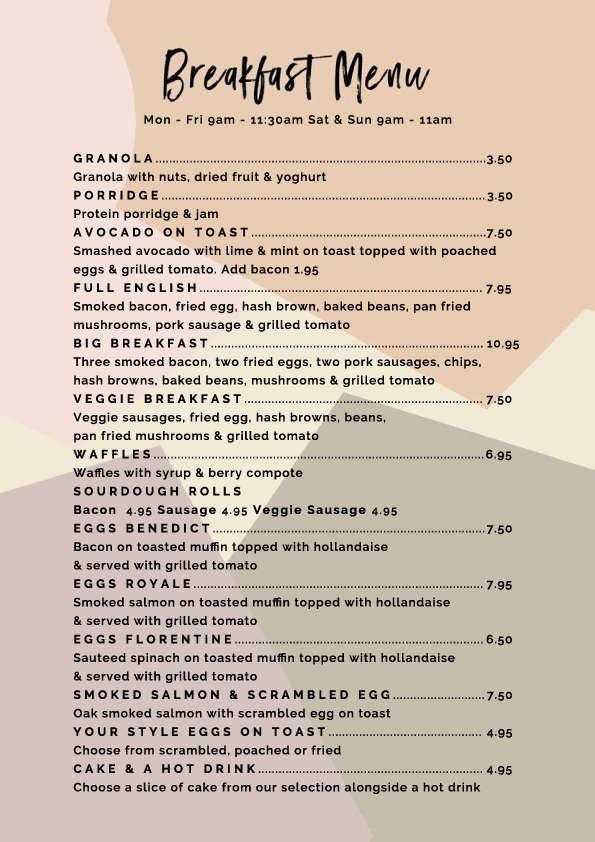 Breakfast Menu
Mon - Fri 9am - 11:30am Sat & Sun 9am - 11am
GRANOLA........3.50
Granola with nuts, dried fruit & yoghurt
PORRIDGE........3.50
Protein porridge & jam
AVOCADO ON TOAST........7.50
Smashed avocado with lime & mint on toast topped with poached
eggs & grilled tomato. Add bacon 1.95
FULL ENGLISH........7.95
Smoked bacon, fried egg, hash brown, baked beans, pan fried
mushrooms, pork sausage & grilled tomato
BIG BREAKFAST........10.95
Three smoked bacon, two fried eggs, two pork sausages, chips,
hash browns, baked beans, mushrooms & grilled tomato
VEGGIE BREAKFAST........7.50
Veggie sausages, fried egg, hash browns, beans,
pan fried mushrooms & grilled tomato
WAFFLES........6.95
Waffles with syrup & berry compote
SOURDOUGH ROLLS
Bacon 4.95 Sausage 4.95 Veggie Sausage 4.95
EGGS BENEDICT........7.50
Bacon on toasted muffin topped with hollandaise
& served with grilled tomato
EGGS ROYALE........7.95
Smoked salmon on toasted muffin topped with hollandaise
& served with grilled tomato
EGGS FLORENTINE........6.50
Sauteed spinach on toasted muffin topped with hollandaise
& served with grilled tomato
SMOKED SALMON & SCRAMBLED EGG........7.50
Oak smoked salmon with scrambled egg on toast
YOUR STYLE EGGS ON TOAST........4.95
Choose from scrambled, poached or fried
CAKE & A HOT DRINK........4.95
Choose a slice of cake from our selection alongside a hot drink